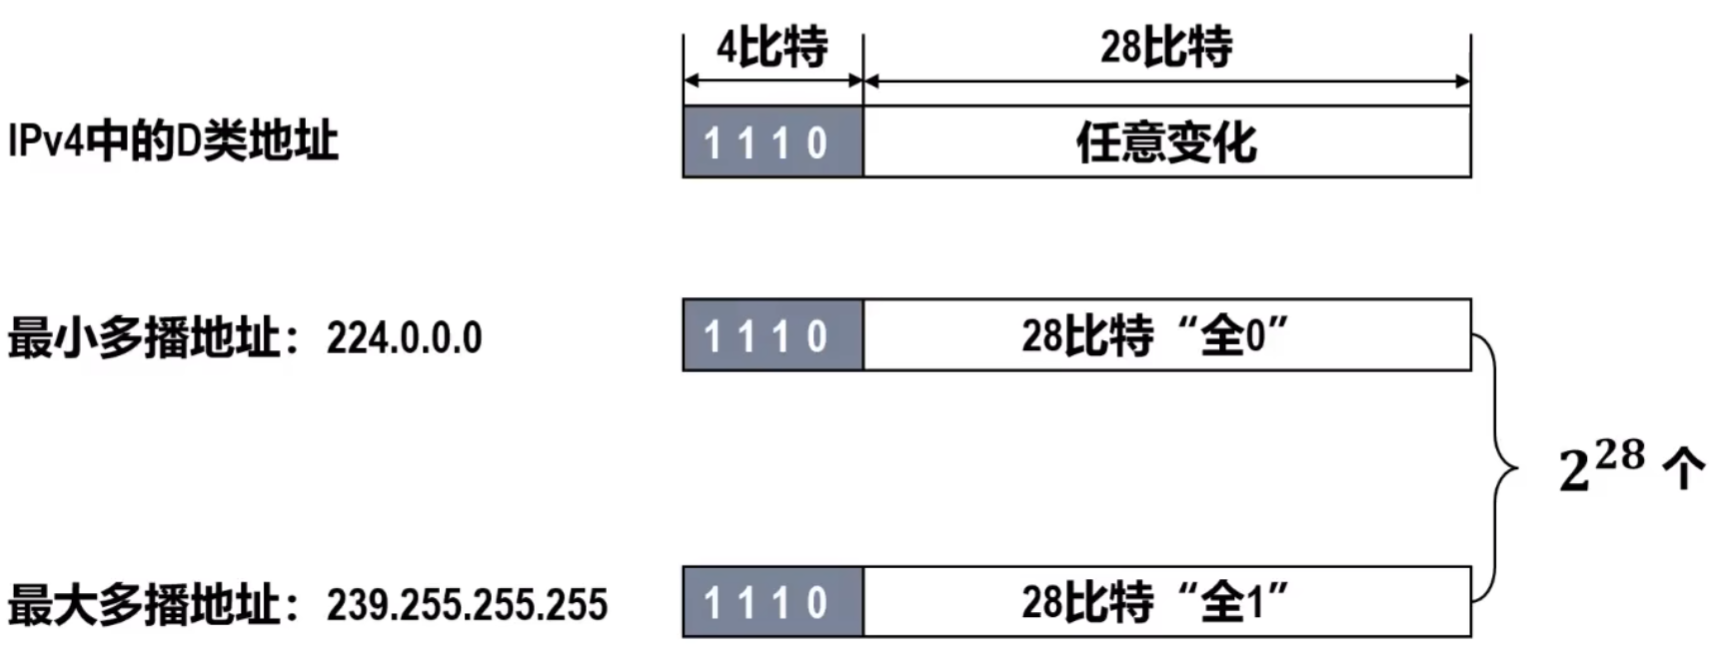 4比特 28比特
IPv4中的D类地址 1 1 1 0 任意变化
最小多播地址：224.0.0.0 1 1 1 0 28比特“全0”
2^28 个
最大多播地址：239.255.255.255 1 1 1 0 28比特“全1”